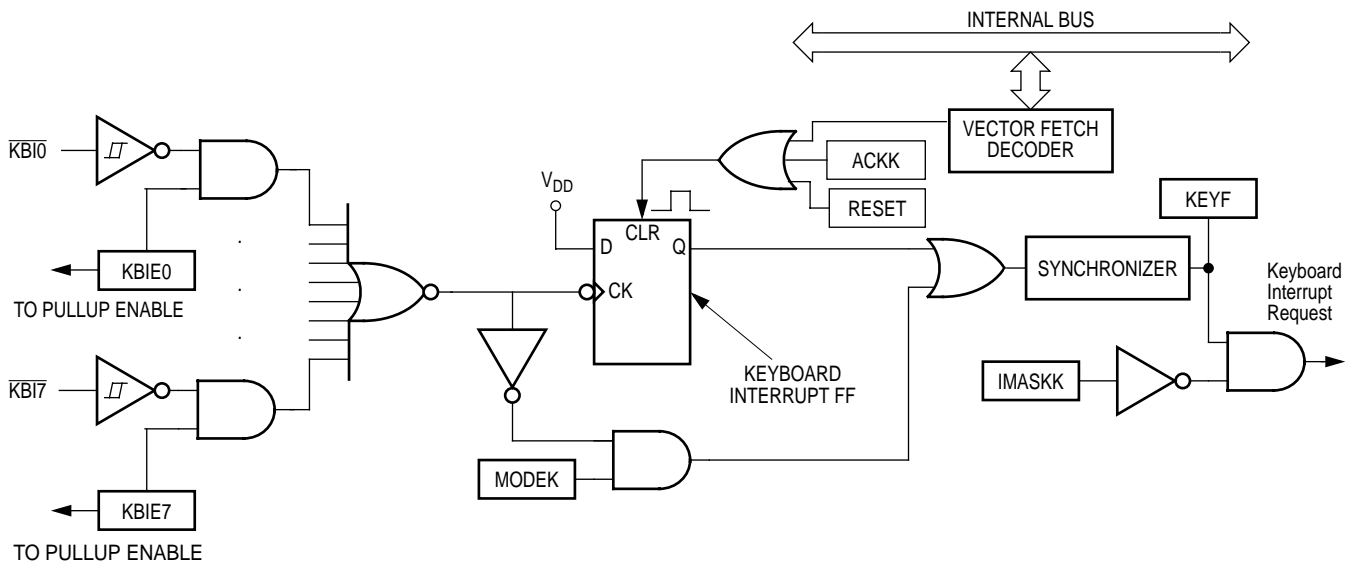 INTERNAL BUS
VECTOR FETCH
DECODER
ACKK
RESET
KBI0
KBIE0
TO PULLUP ENABLE
KBI7
KBIE7
TO PULLUP ENABLE
VDD
D
CLR
Q
CK
KEYBOARD
INTERRUPT FF
MODEK
SYNCHRONIZER
KEYF
IMASKK
Keyboard
Interrupt
Request